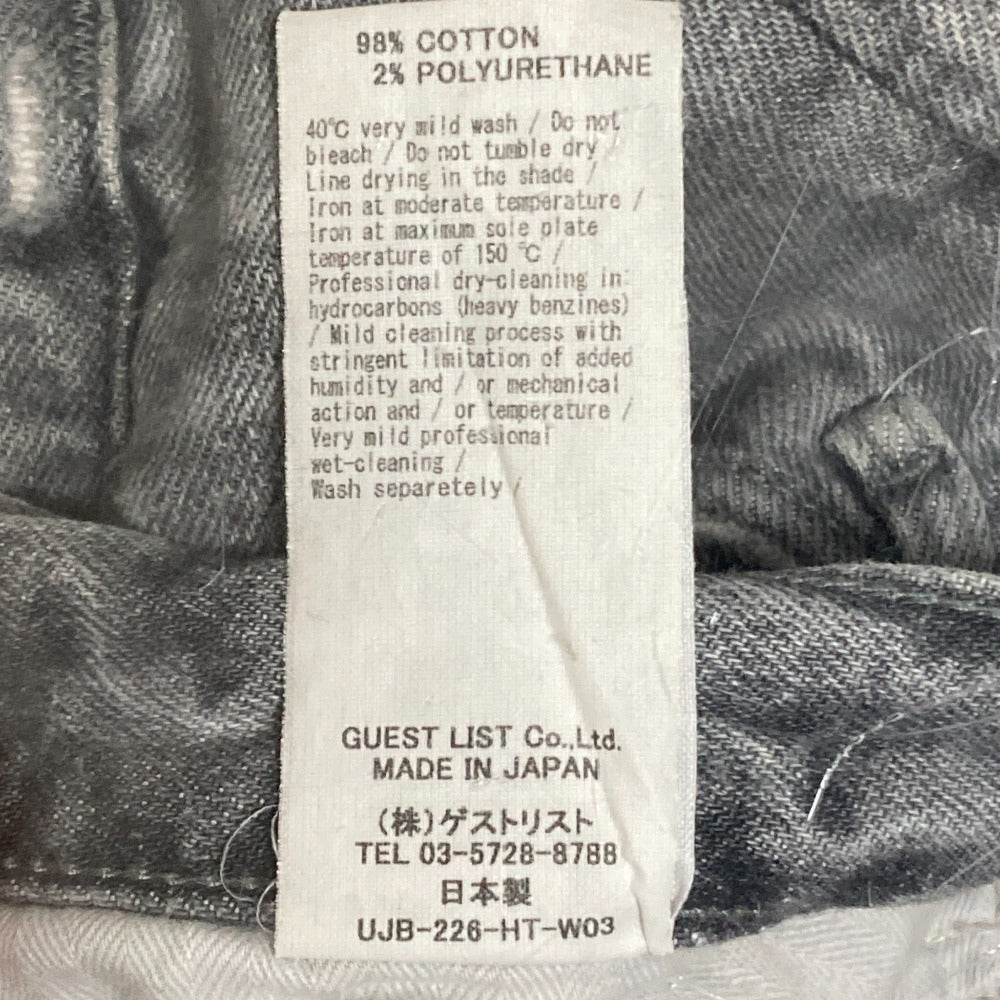 98% COTTON
2% POLYURETHANE
40℃ very mild wash / Do not
bleach / Do not tumble dry /
Line drying in the shade /
Iron at moderate temperature /
Iron at maximum sole plate
temperature of 150 ℃ /
Professional dry-cleaning in
hydrocarbons (heavy benzines)
/ Mild cleaning process with
stringent limitation of added
humidity and / or mechanical
action and / or temperature /
Very mild professional
wet-cleaning /
Wash separetely /
GUEST LIST Co.,Ltd.
MADE IN JAPAN
(株)ゲストリスト
TEL 03-5728-8788
日本製
UJB-226-HT-W03